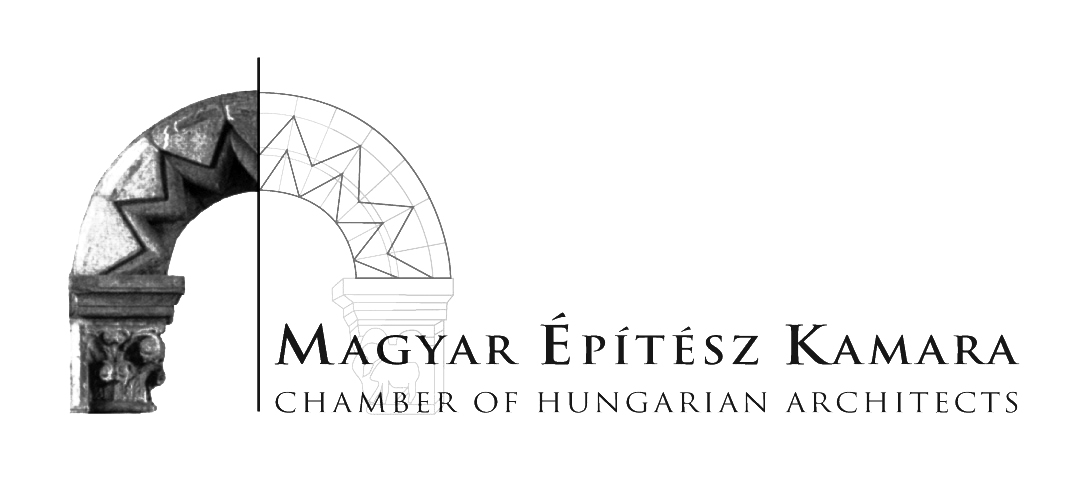 Magyar Építész Kamara
CHAMBER OF HUNGARIAN ARCHITECTS